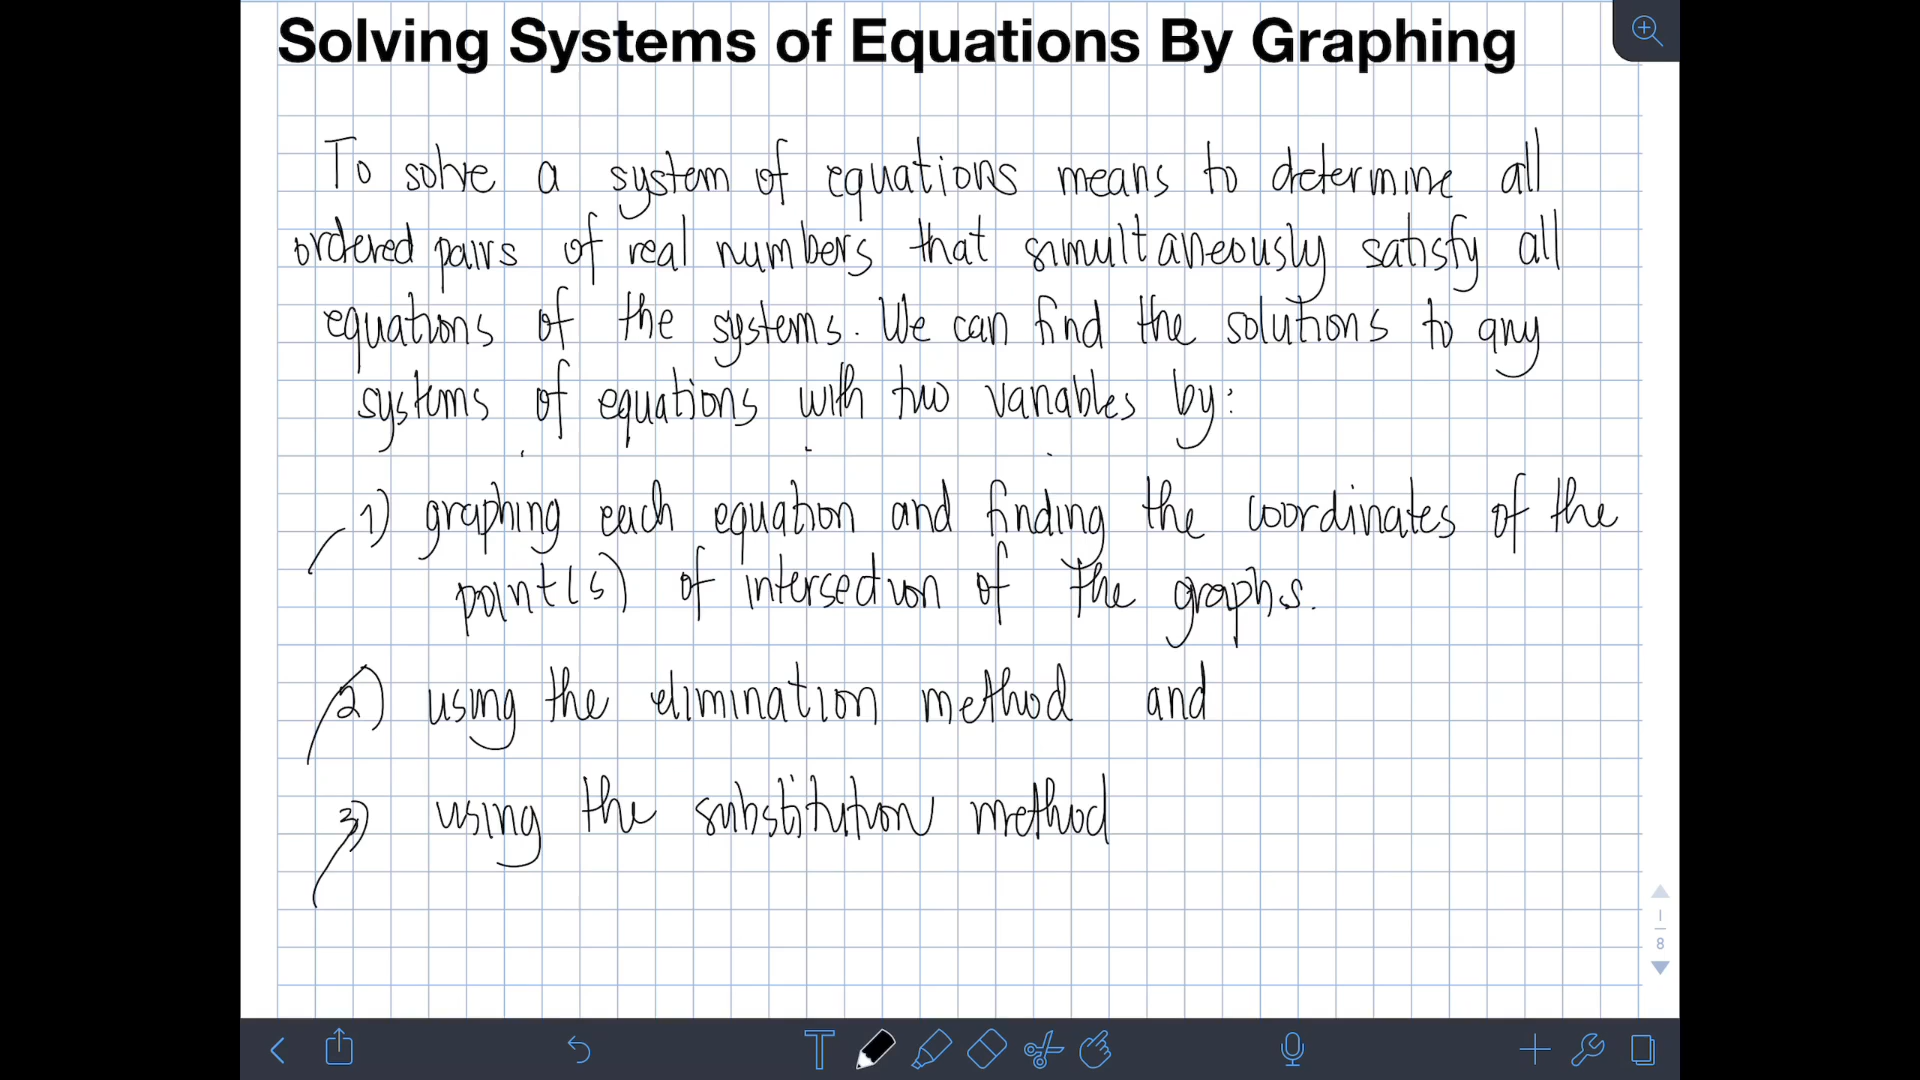 Solving Systems of Equations By Graphing
To solve a system of equations means to determine all
ordered pairs of real numbers that simultaneously satisfy all
equations of the systems. We can find the solutions to any
systems of equations with two variables by:
1) graphing each equation and finding the coordinates of the
point(s) of intersection of the graphs.
2) using the elimination method and
3) using the substitution method
1
8
T